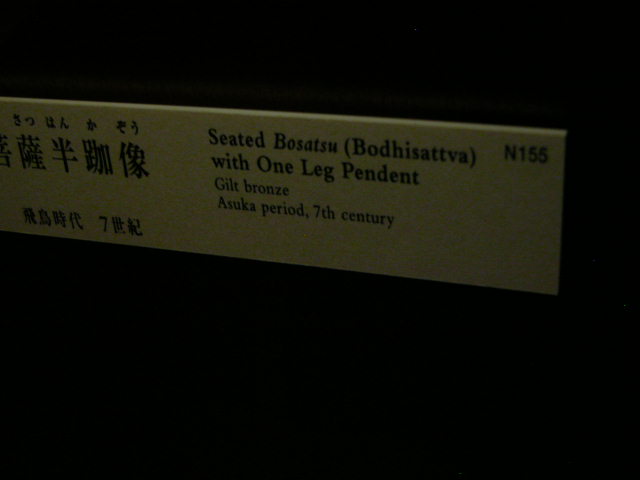 さつはんかぞう
菩薩半跏像
飛鳥時代 7世紀
Seated Bosatsu (Bodhisattva)
with One Leg Pendent
Gilt bronze
Asuka period, 7th century
N155